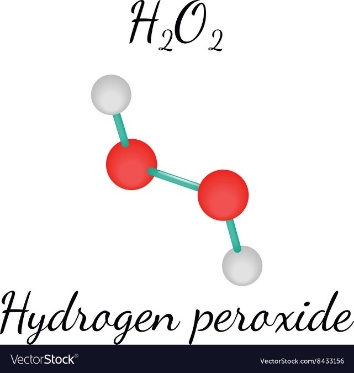 H₂O₂
Hydrogen peroxide
VectorStock®
VectorStock.com/8433156